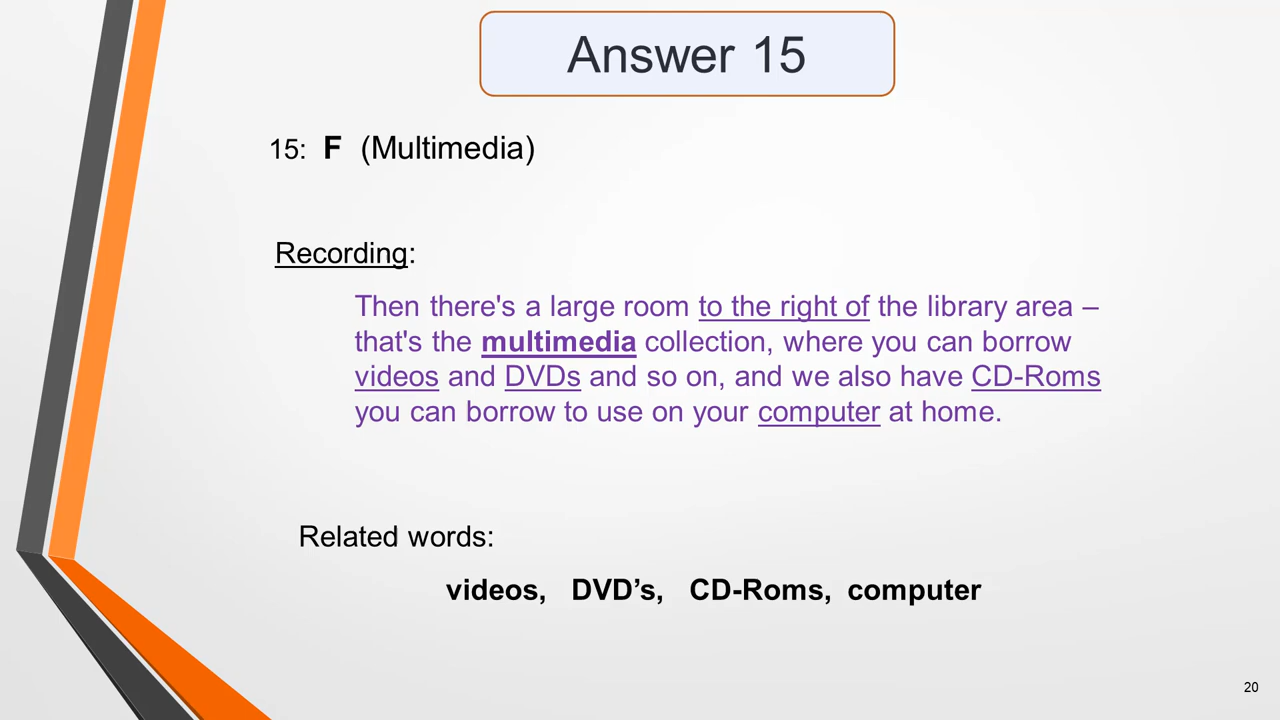 Answer 15
15: F (Multimedia)
Recording:
Then there's a large room to the right of the library area –
that's the multimedia collection, where you can borrow
videos and DVDs and so on, and we also have CD-Roms
you can borrow to use on your computer at home.
Related words:
videos, DVD’s, CD-Roms, computer
20